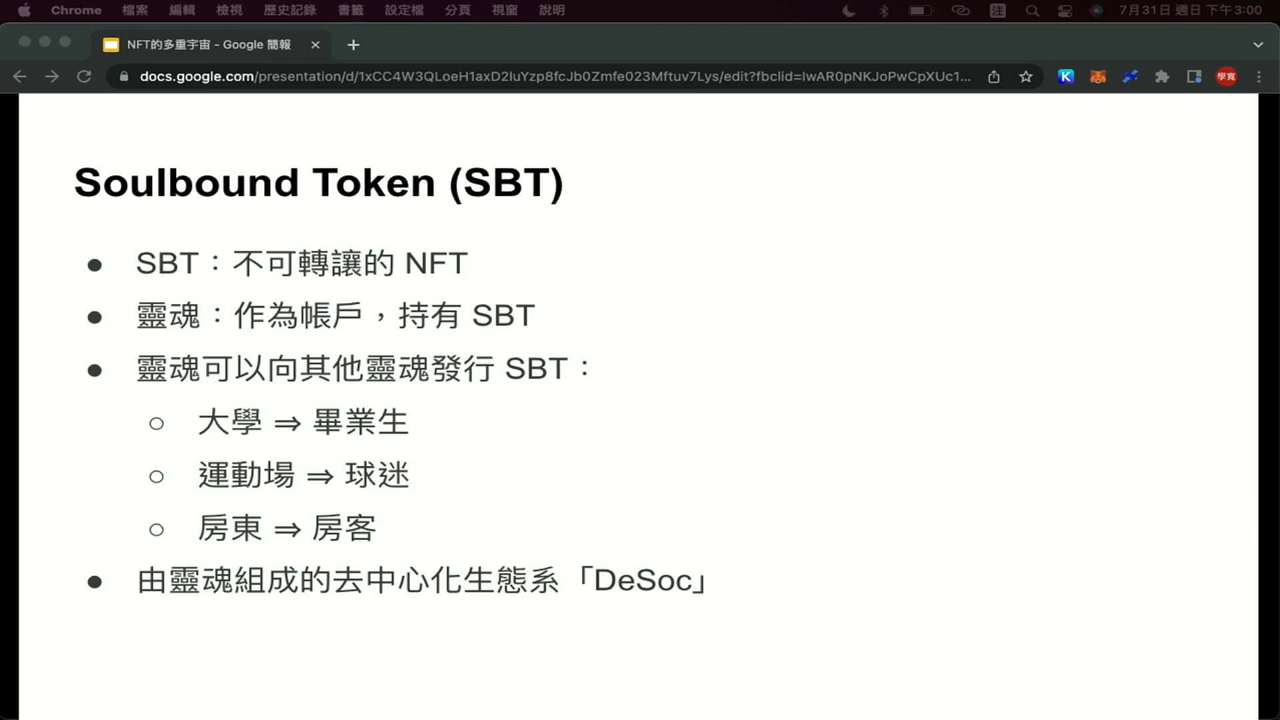 Chrome 檔案 編輯 檢視 歷史記錄 書籤 設定檔 分頁 視窗 說明 注 7月31日 週日 下午3:00
NFT的多重宇宙 - Google 簡報
docs.google.com/presentation/d/1xCC4W3QLoeH1axD2luYzp8fcJb0Zmfe023Mftuv7Lys/edit?fbclid=IwAR0pNKJoPwCpXUc1... K 學寬
Soulbound Token (SBT)
● SBT：不可轉讓的 NFT
● 靈魂：作為帳戶，持有 SBT
● 靈魂可以向其他靈魂發行 SBT：
○ 大學 ⇒ 畢業生
○ 運動場 ⇒ 球迷
○ 房東 ⇒ 房客
● 由靈魂組成的去中心化生態系「DeSoc」